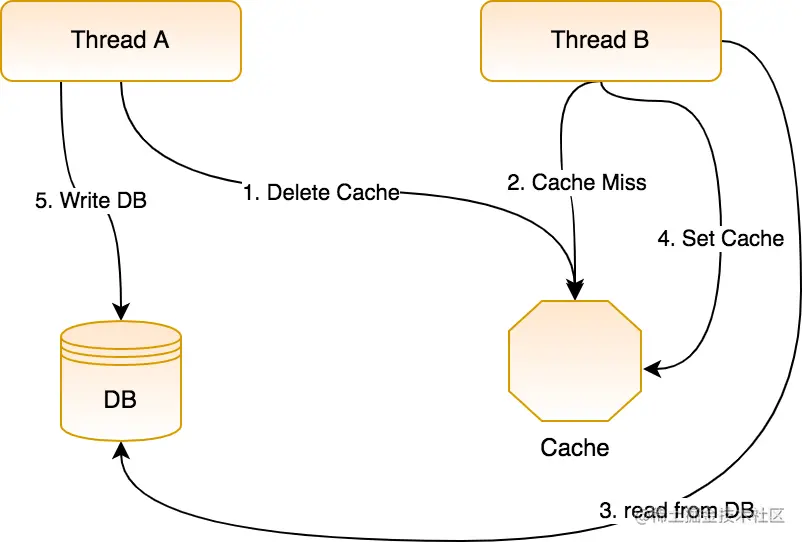 Thread A
Thread B
2. Cache Miss
1. Delete Cache
5. Write DB
4. Set Cache
DB
Cache
3. read from DB
@稀土掘金技术社区